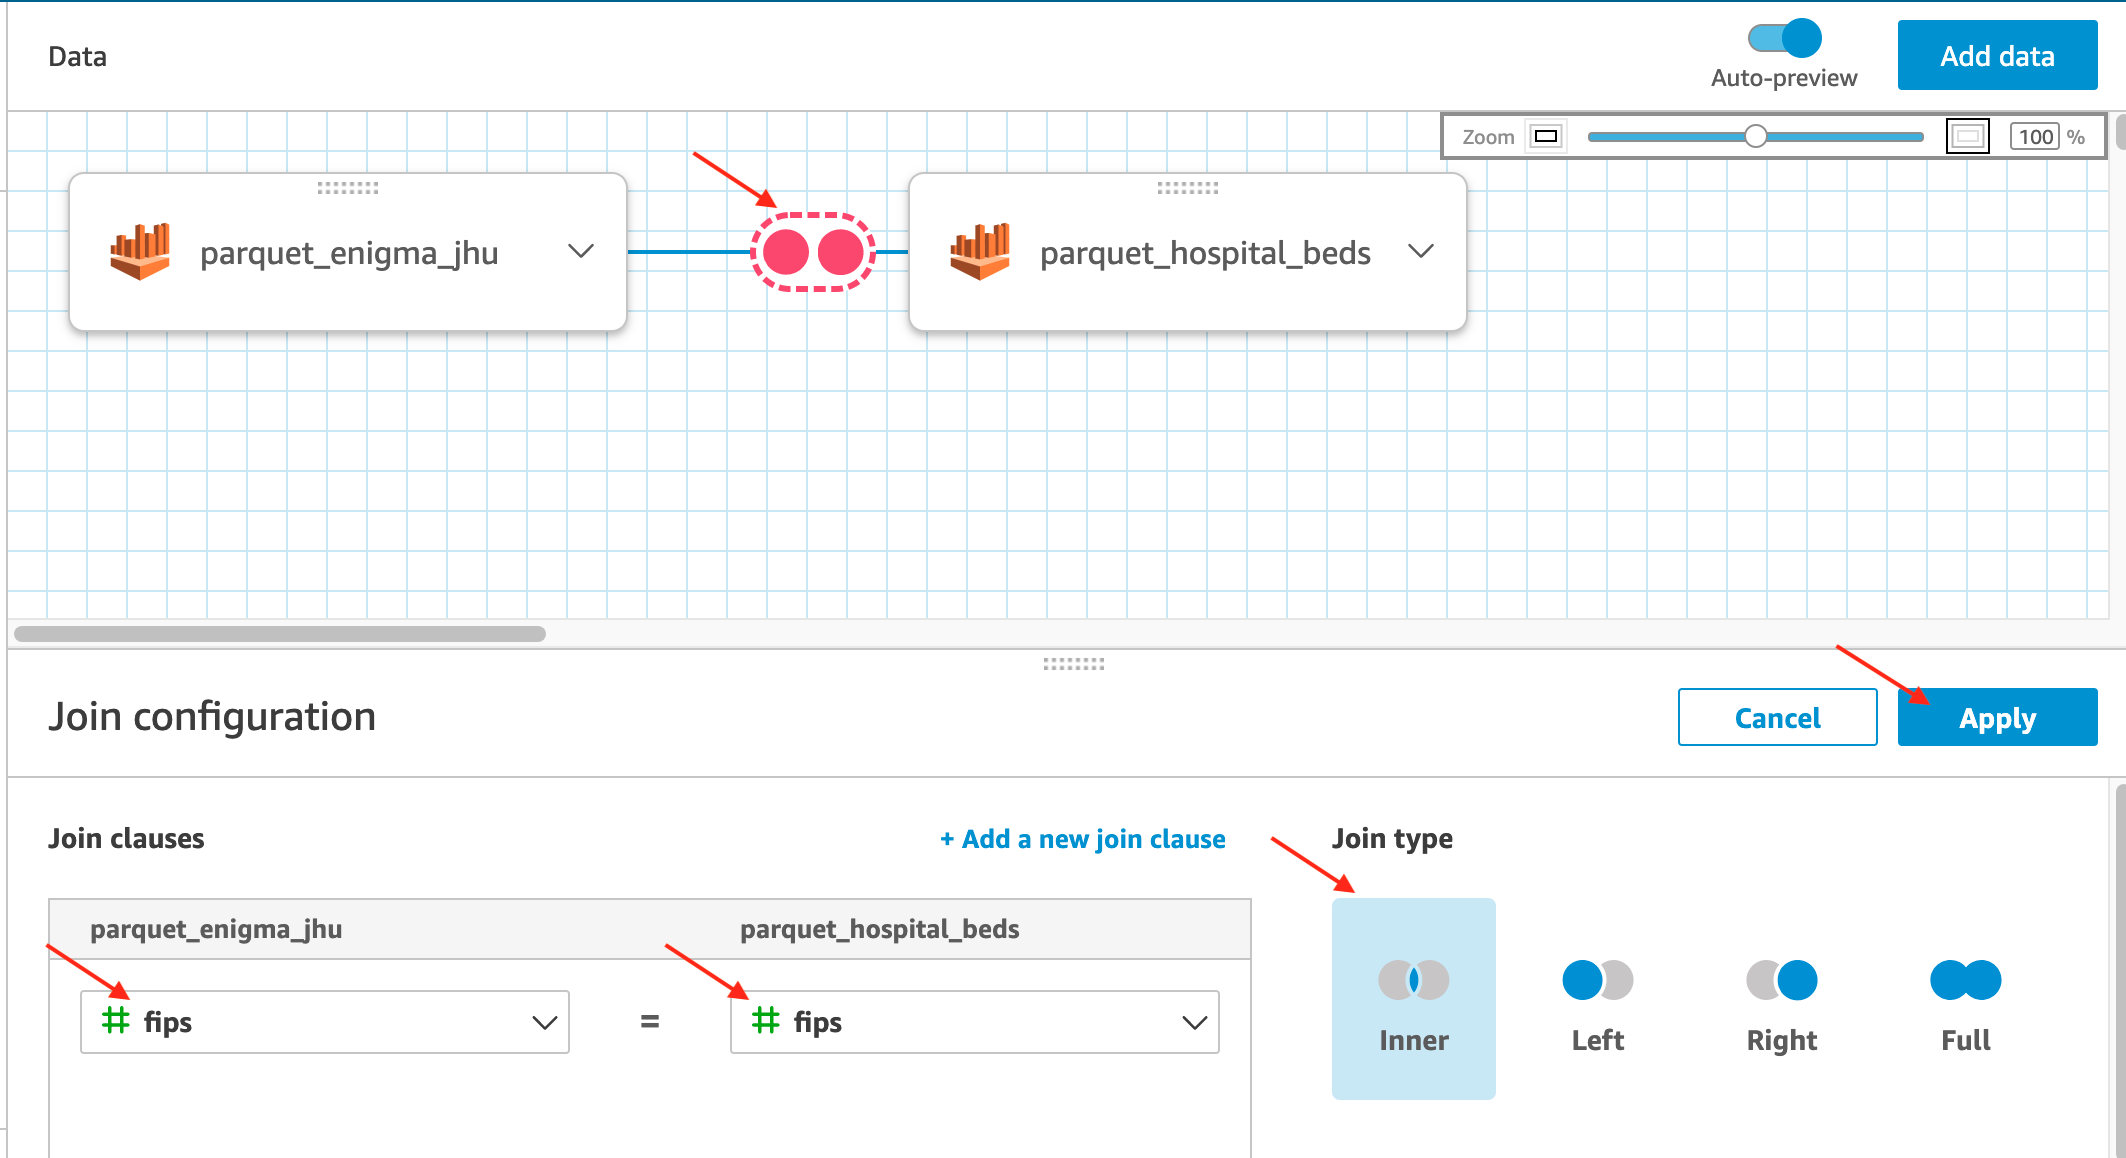 Data
Auto-preview
Add data
Zoom
100 %
parquet_enigma_jhu
parquet_hospital_beds
Join configuration
Cancel
Apply
Join clauses
+ Add a new join clause
Join type
parquet_enigma_jhu
parquet_hospital_beds
# fips
=
# fips
Inner
Left
Right
Full